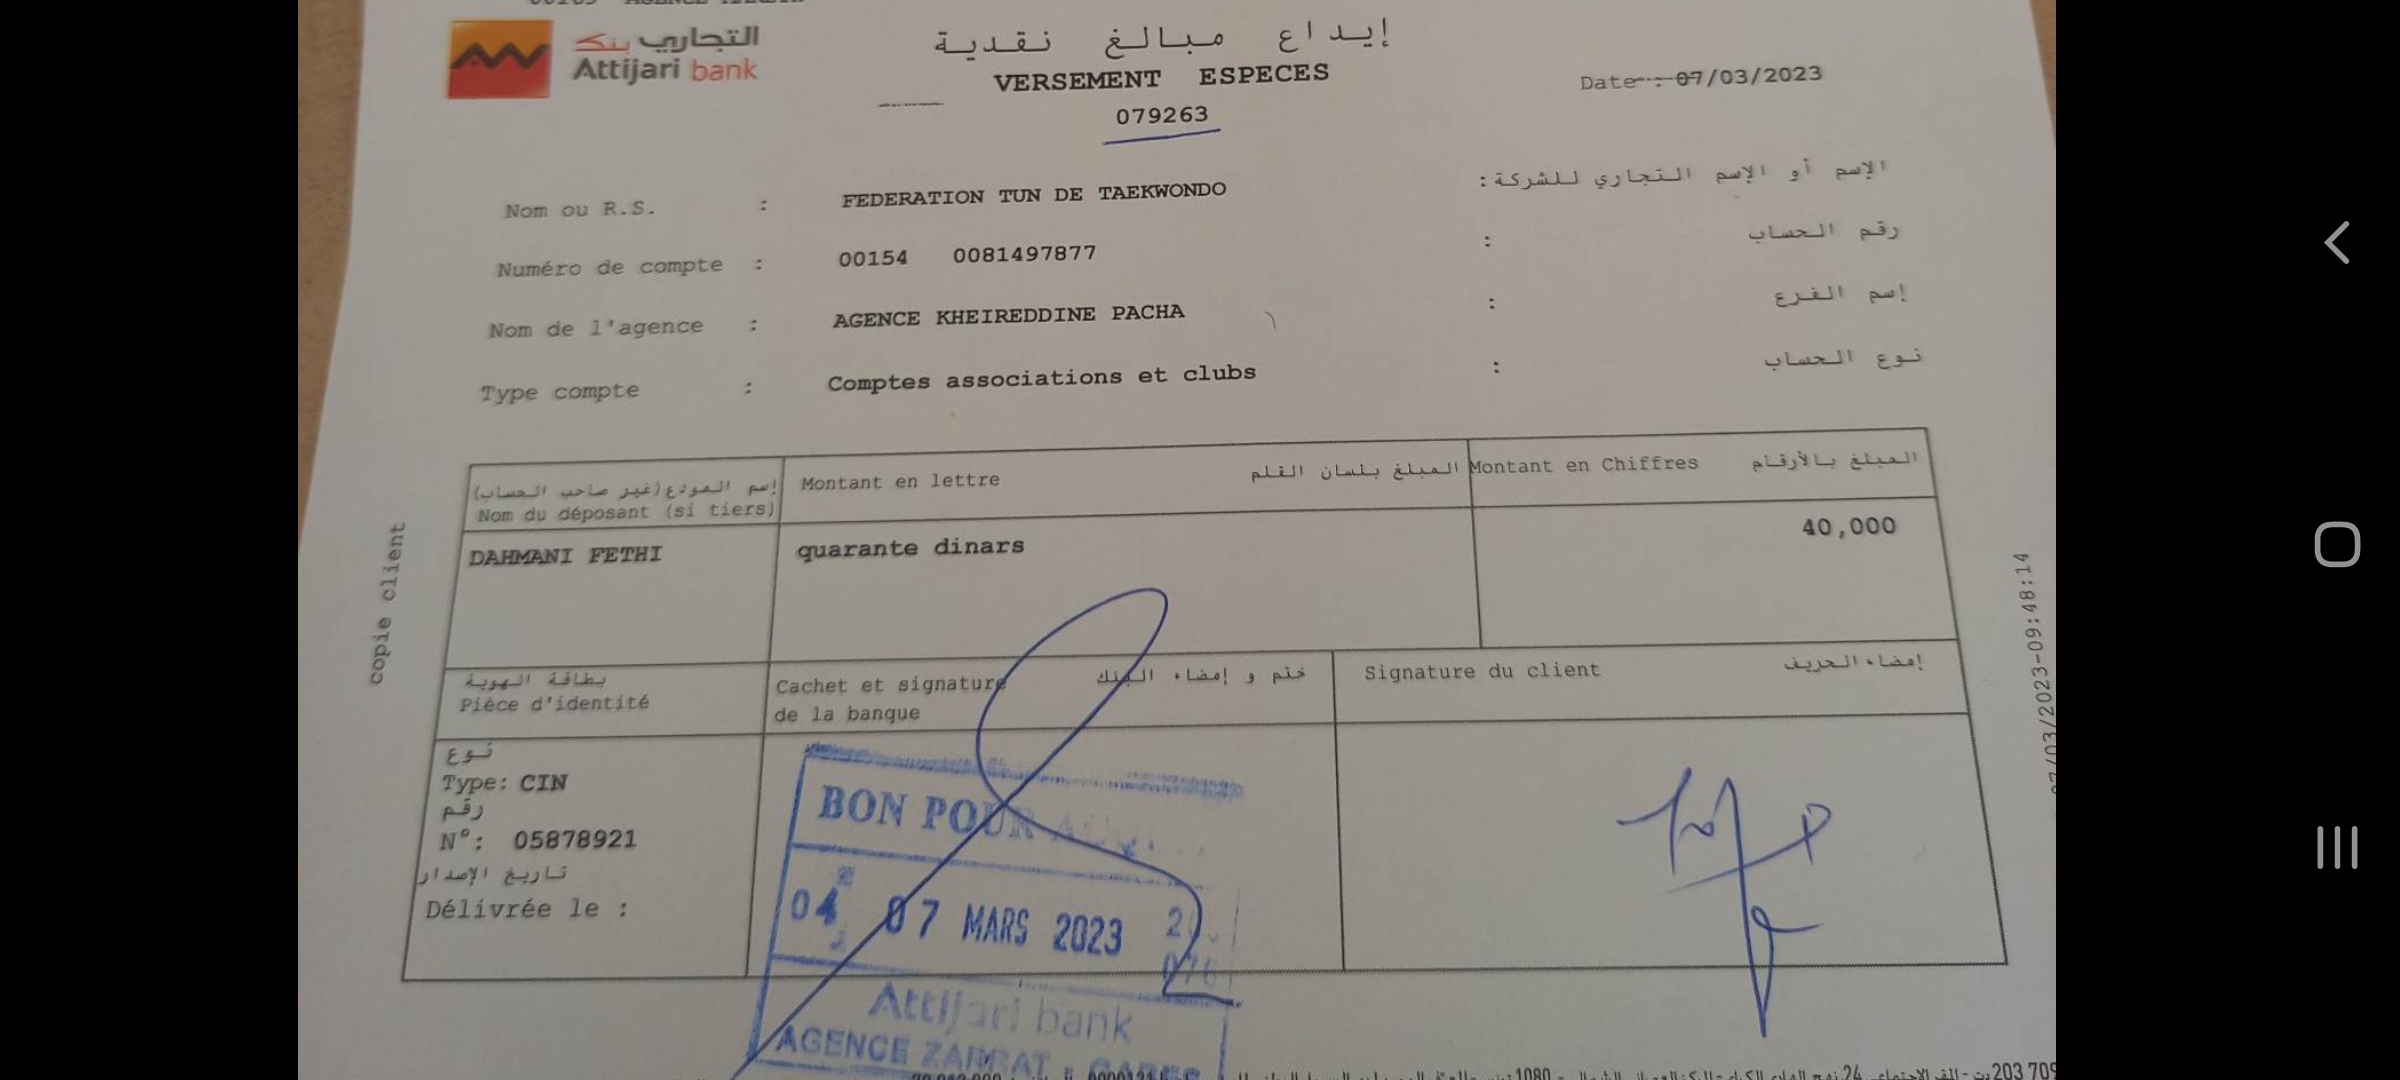 التجاري بنك
Attijari bank
إيداع مبالغ نقدية
VERSEMENT ESPECES
079263
Date : 07/03/2023
Nom ou R.S. : FEDERATION TUN DE TAEKWONDO الإسم أو الإسم التجاري للشركة :
Numéro de compte : 00154 0081497877 : رقم الحساب
Nom de l'agence : AGENCE KHEIREDDINE PACHA : إسم الفرع
Type compte : Comptes associations et clubs : نوع الحساب
إسم المودع (غير صاحب الحساب)
Nom du déposant (si tiers)
Montant en lettre المبلغ بلسان القلم
Montant en Chiffres المبلغ بالأرقام
DAHMANI FETHI
quarante dinars
40,000
بطاقة الهوية
Piéce d'identité
Cachet et signature ختم و إمضاء البنك
de la banque
Signature du client إمضاء الحريف
نوع
Type: CIN
رقم
N°: 05878921
تاريخ الإصدار
Délivrée le :
BON POUR
04 07 MARS 2023
Attijari bank
AGENCE ZARRAT - GABES
copie client
07/03/2023-09:48:14